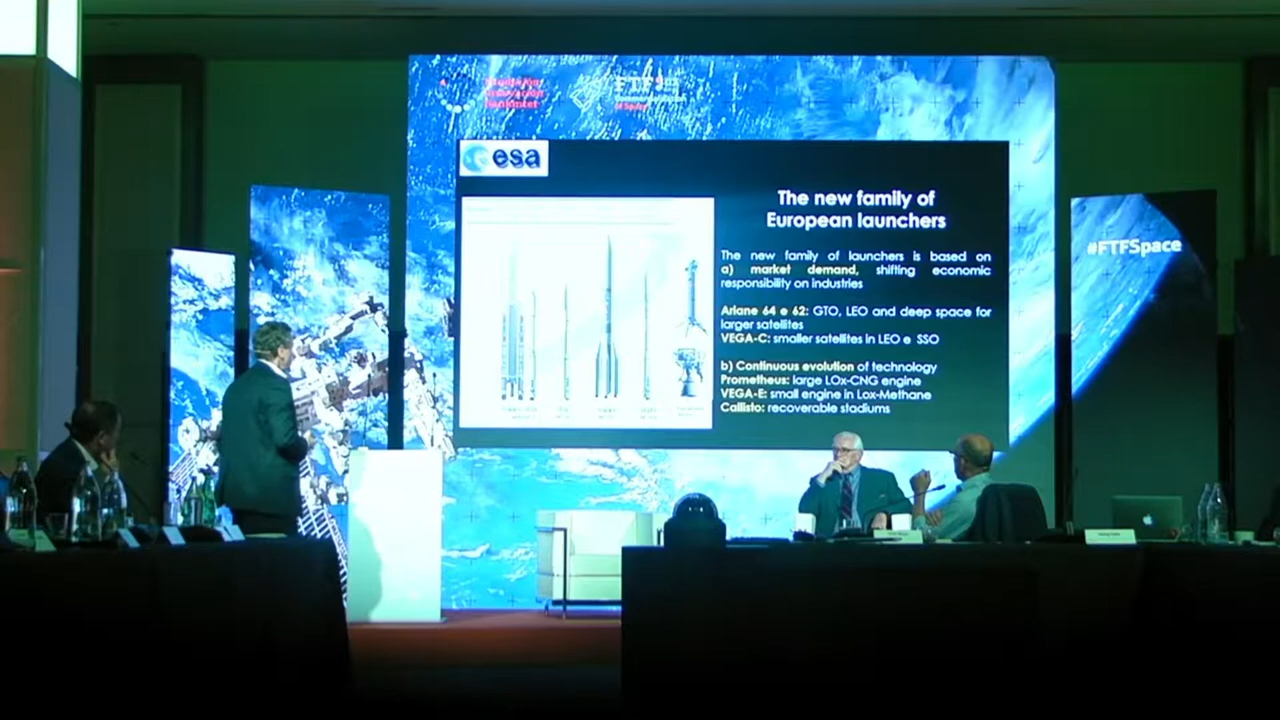 FTF
esa
The new family of
European launchers
The new family of launchers is based on
a) market demand, shifting economic
responsibility on industries
Ariane 64 e 62: GTO, LEO and deep space for
larger satellites
VEGA-C: smaller satellites in LEO e SSO
b) Continuous evolution of technology
Prometheus: large LOx-CNG engine
VEGA-E: small engine in Lox-Methane
Callisto: recoverable stadiums
#FTFSpace